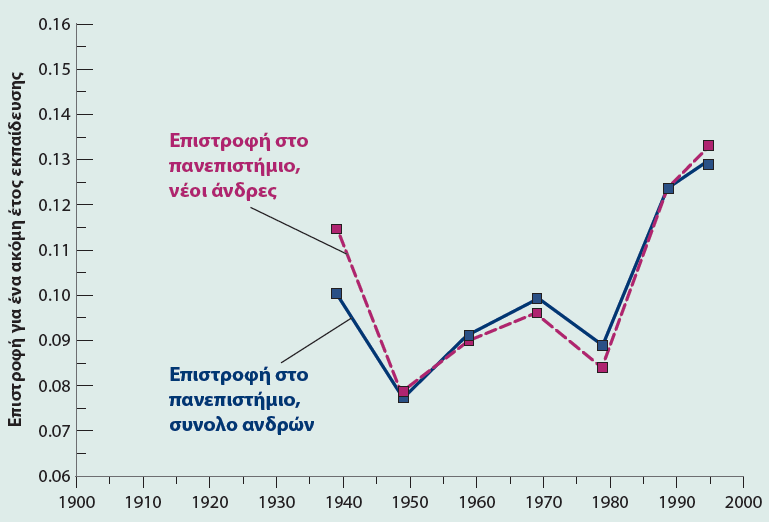 0.16
0.15
0.14
0.13
0.12
0.11
0.10
0.09
0.08
0.07
0.06
Επιστροφή για ένα ακόμη έτος εκπαίδευσης
Επιστροφή στο
πανεπιστήμιο,
νέοι άνδρες
Επιστροφή στο
πανεπιστήμιο,
συνολο ανδρών
1900 1910 1920 1930 1940 1950 1960 1970 1980 1990 2000